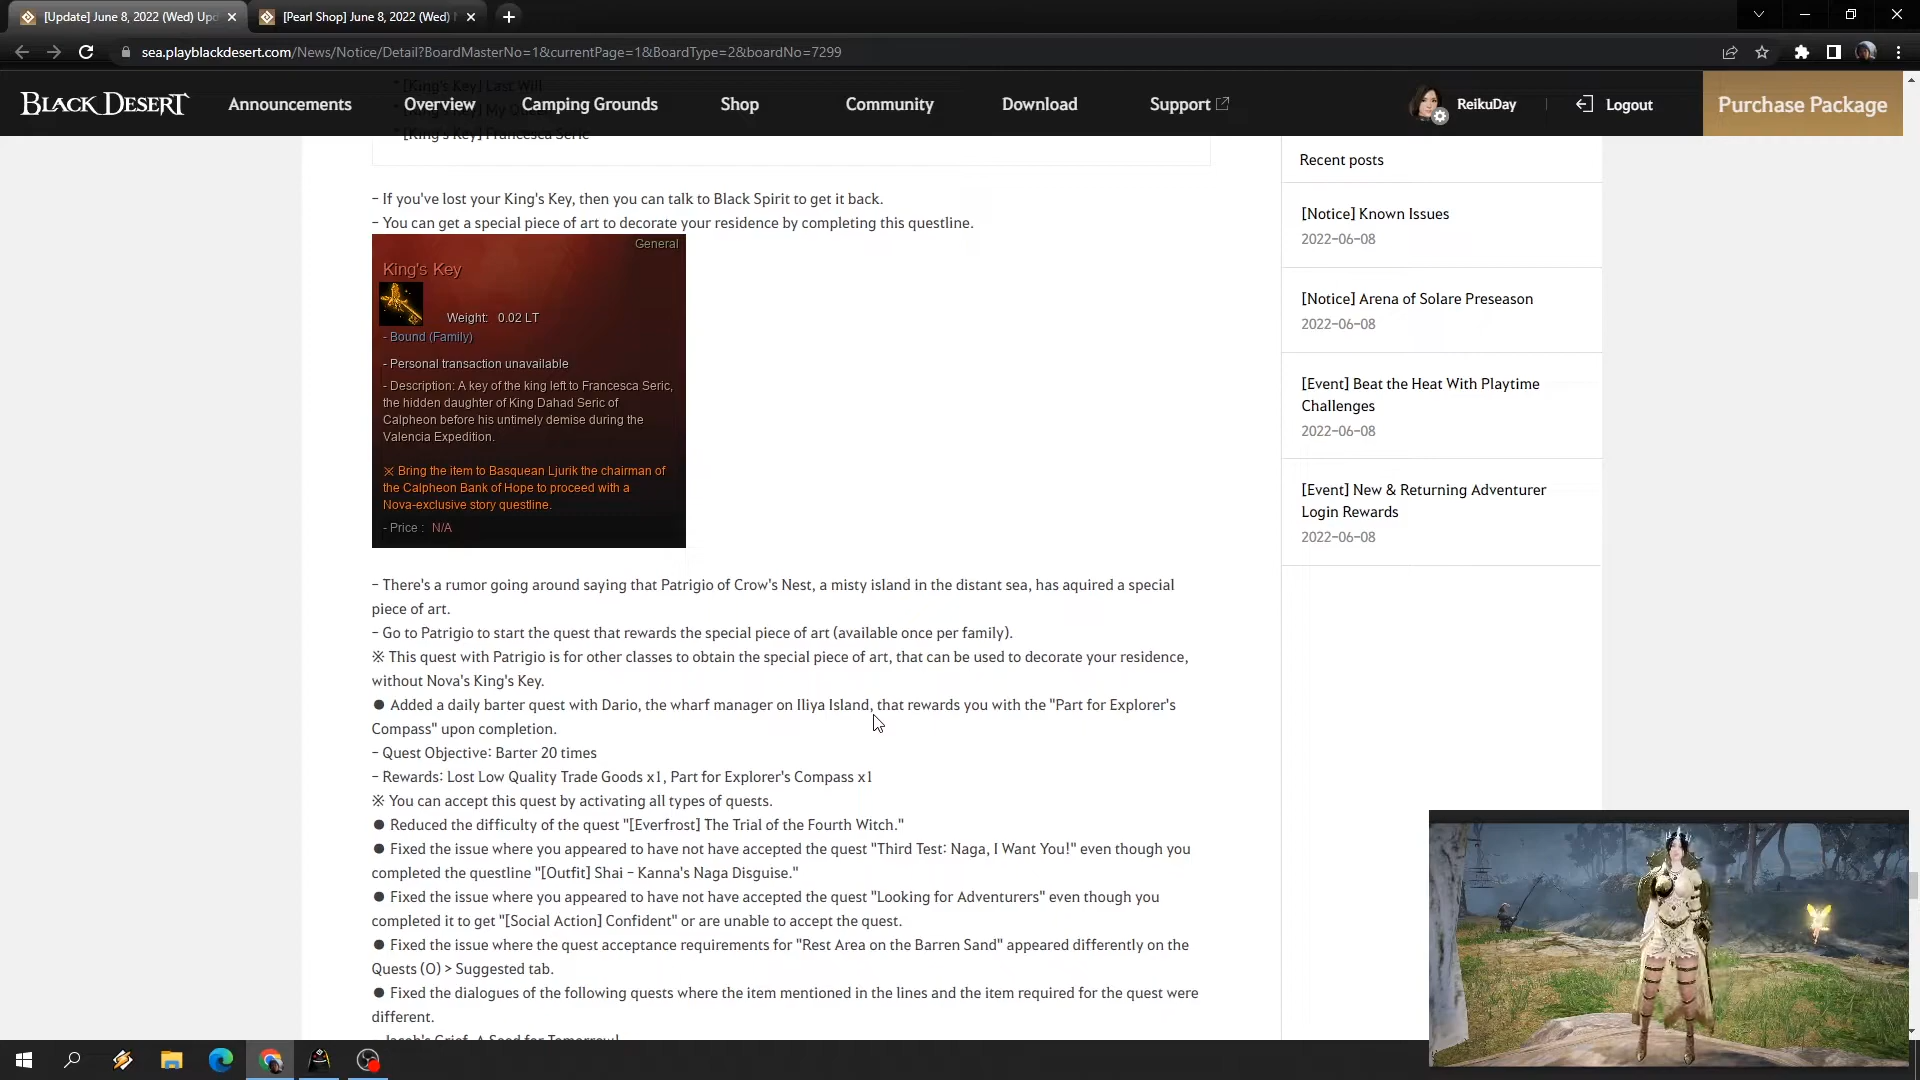 [Update] June 8, 2022 (Wed) Upd
[Pearl Shop] June 8, 2022 (Wed)
sea.playblackdesert.com/News/Notice/Detail?BoardMasterNo=1&currentPage=1&BoardType=2&boardNo=7299
* [King's Key] Last Will
BLACK DESERT
Announcements
Overview
Camping Grounds
Shop
Community
Download
Support
ReikuDay
Logout
Purchase Package
* [King's Key] Francesca Seric
– If you've lost your King's Key, then you can talk to Black Spirit to get it back.
– You can get a special piece of art to decorate your residence by completing this questline.
General
King's Key
Weight: 0.02 LT
- Bound (Family)
- Personal transaction unavailable
- Description: A key of the king left to Francesca Seric,
the hidden daughter of King Dahad Seric of
Calpheon before his untimely demise during the
Valencia Expedition.
※ Bring the item to Basquean Ljurik the chairman of
the Calpheon Bank of Hope to proceed with a
Nova-exclusive story questline.
- Price : N/A
– There's a rumor going around saying that Patrigio of Crow's Nest, a misty island in the distant sea, has aquired a special
piece of art.
– Go to Patrigio to start the quest that rewards the special piece of art (available once per family).
※ This quest with Patrigio is for other classes to obtain the special piece of art, that can be used to decorate your residence,
without Nova's King's Key.
● Added a daily barter quest with Dario, the wharf manager on Iliya Island, that rewards you with the "Part for Explorer's
Compass" upon completion.
– Quest Objective: Barter 20 times
– Rewards: Lost Low Quality Trade Goods x1, Part for Explorer's Compass x1
※ You can accept this quest by activating all types of quests.
● Reduced the difficulty of the quest "[Everfrost] The Trial of the Fourth Witch."
● Fixed the issue where you appeared to have not have accepted the quest "Third Test: Naga, I Want You!" even though you
completed the questline "[Outfit] Shai – Kanna's Naga Disguise."
● Fixed the issue where you appeared to have not have accepted the quest "Looking for Adventurers" even though you
completed it to get "[Social Action] Confident" or are unable to accept the quest.
● Fixed the issue where the quest acceptance requirements for "Rest Area on the Barren Sand" appeared differently on the
Quests (O) > Suggested tab.
● Fixed the dialogues of the following quests where the item mentioned in the lines and the item required for the quest were
different.
Recent posts
[Notice] Known Issues
2022-06-08
[Notice] Arena of Solare Preseason
2022-06-08
[Event] Beat the Heat With Playtime
Challenges
2022-06-08
[Event] New & Returning Adventurer
Login Rewards
2022-06-08